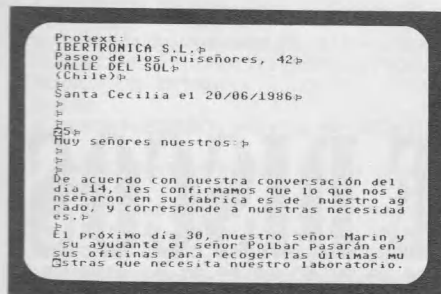 Protext:
IBERTRONICA S.L.
Paseo de los ruiseñores, 42
VALLE DEL SOL
(Chile)
Santa Cecilia el 20/06/1986
25
Muy señores nuestros:
De acuerdo con nuestra conversación del
día 14, les confirmamos que lo que nos e
nseñaron en su fabrica es de  nuestro ag
rado, y corresponde a nuestras necesidad
es.
El próximo día 30, nuestro señor Marin y
su ayudante el señor Polbar pasarán en
sus oficinas para recoger las últimas mu
stras que necesita nuestro laboratorio.